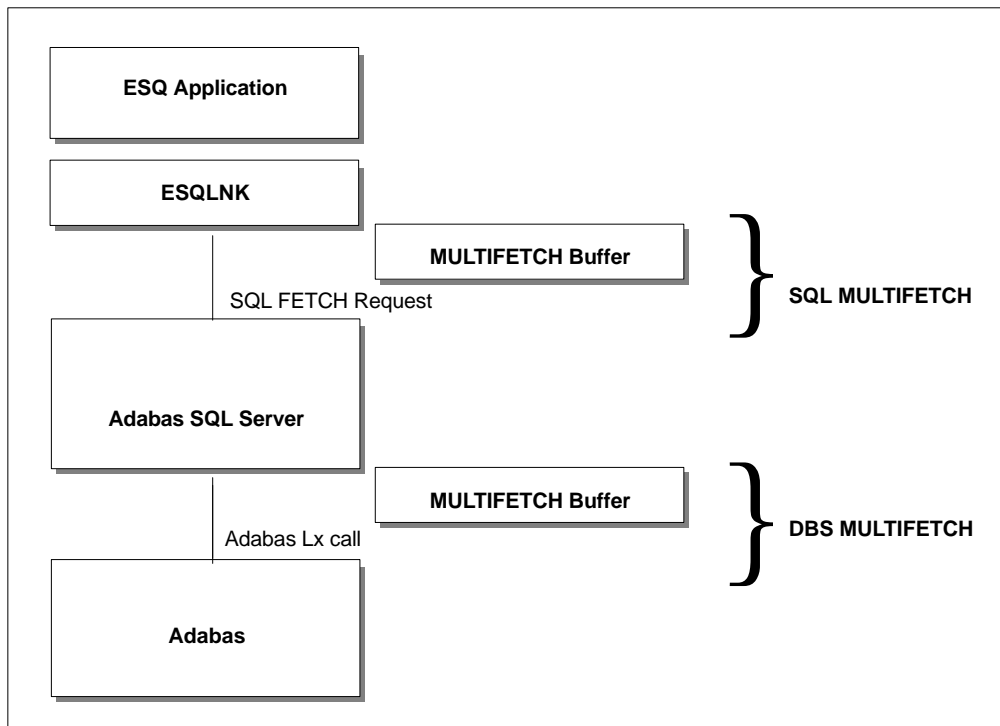 ESQ Application
ESQLNK
MULTIFETCH Buffer
SQL MULTIFETCH
SQL FETCH Request
Adabas SQL Server
MULTIFETCH Buffer
DBS MULTIFETCH
Adabas Lx call
Adabas